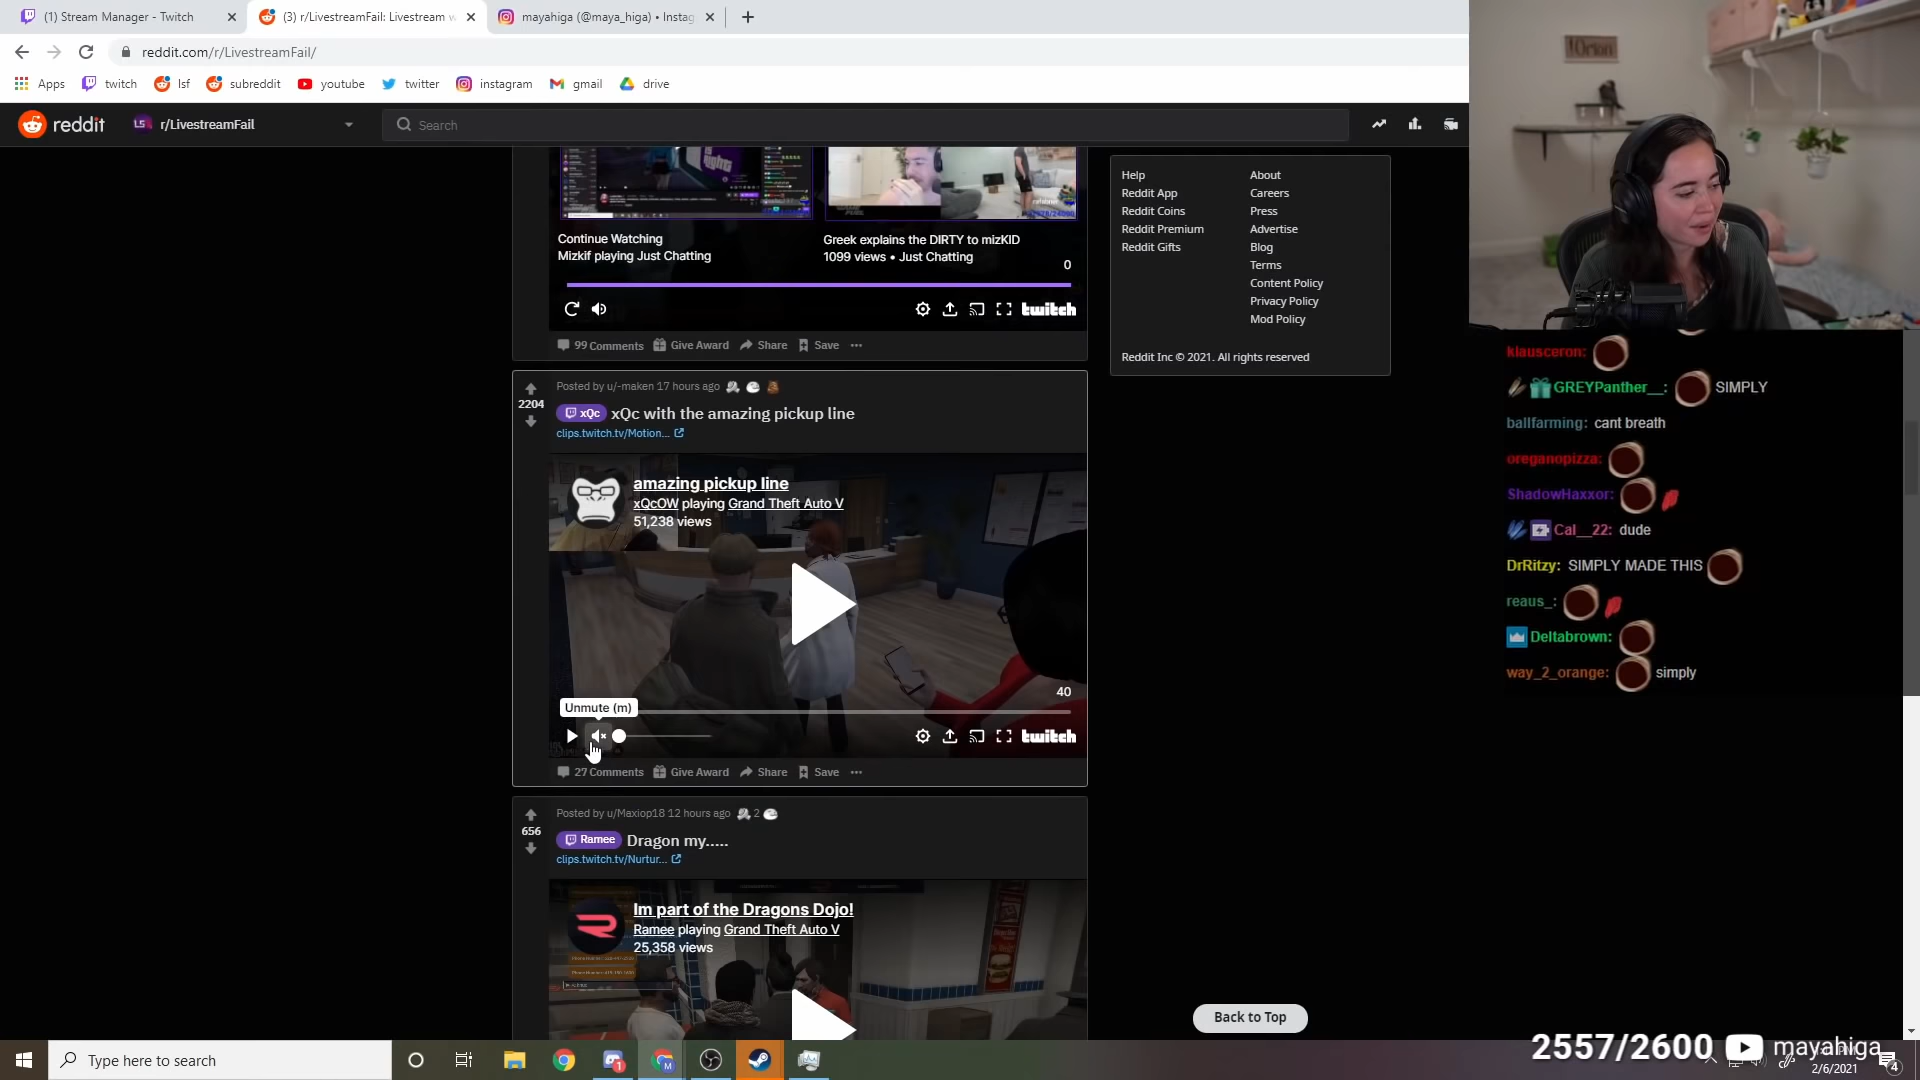 (1) Stream Manager - Twitch
(3) r/LivestreamFail: Livestream w
mayahiga (@maya_higa) • Instag
reddit.com/r/LivestreamFail/
Apps
twitch
lsf
subreddit
youtube
twitter
instagram
gmail
drive
reddit
r/LivestreamFail
Search
Continue Watching
Mizkif playing Just Chatting
Greek explains the DIRTY to mizKID
1099 views • Just Chatting
0
twitch
99 Comments
Give Award
Share
Save
Help
Reddit App
Reddit Coins
Reddit Premium
Reddit Gifts
About
Careers
Press
Advertise
Blog
Terms
Content Policy
Privacy Policy
Mod Policy
Reddit Inc © 2021. All rights reserved
2204
Posted by u/-maken 17 hours ago
xQc xQc with the amazing pickup line
clips.twitch.tv/Motion...
amazing pickup line
xQcOW playing Grand Theft Auto V
51,238 views
40
Unmute (m)
twitch
27 Comments
Give Award
Share
Save
656
Posted by u/Maxiop18 12 hours ago
2
Ramee Dragon my.....
clips.twitch.tv/Nurtur...
Im part of the Dragons Dojo!
Ramee playing Grand Theft Auto V
25,358 views
Back to Top
klausceron:
GREYPanther__: SIMPLY
ballfarming: cant breath
oreganopizza:
ShadowHaxxor:
Cal__22: dude
DrRitzy: SIMPLY MADE THIS
reaus_:
Deltabrown:
way_2_orange: simply
2557/2600 mayahiga
Type here to search
2/6/2021
4